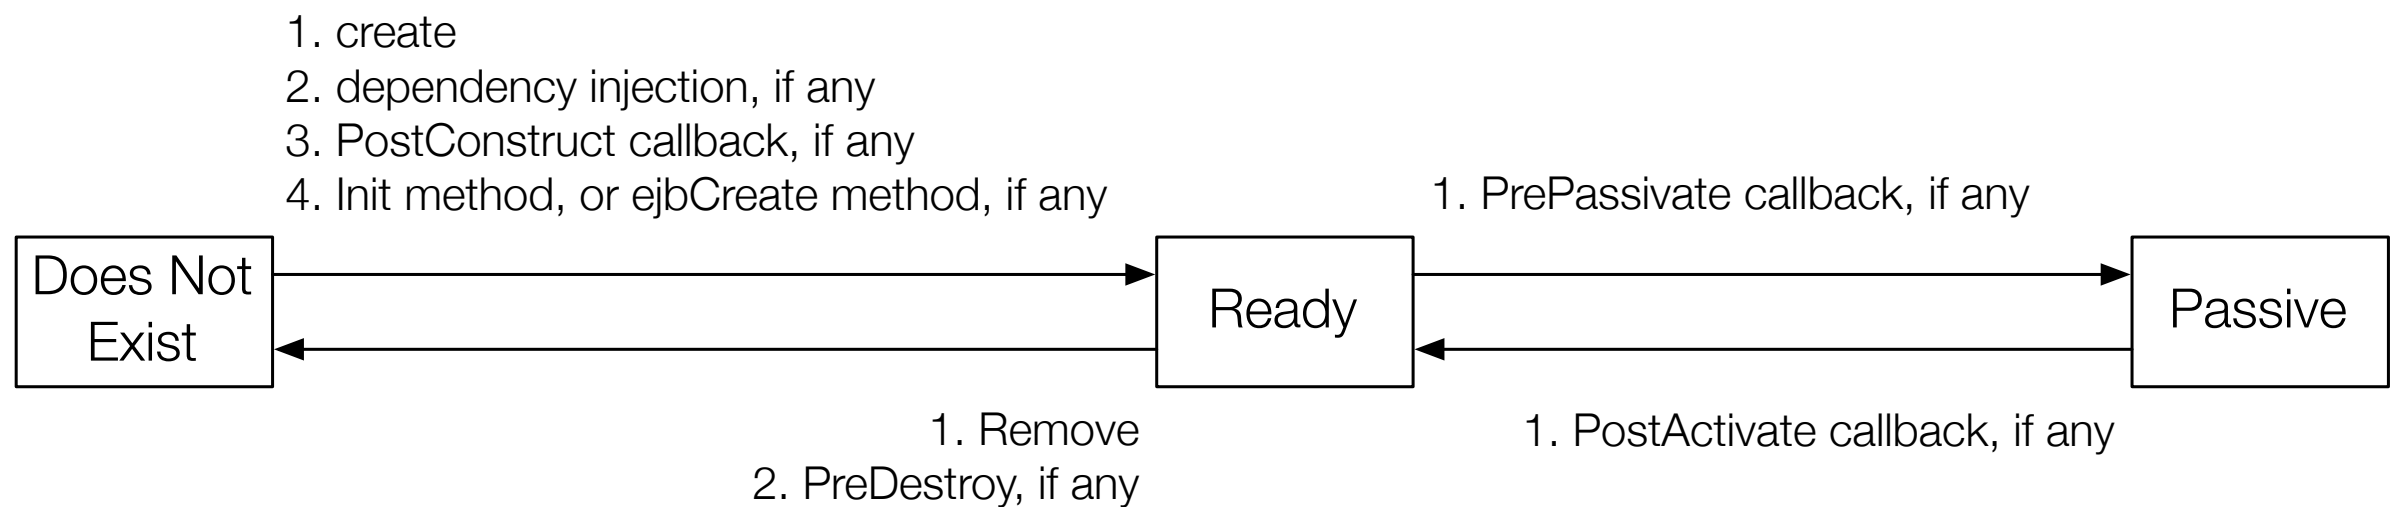 1. create
2. dependency injection, if any
3. PostConstruct callback, if any
4. Init method, or ejbCreate method, if any
1. PrePassivate callback, if any
Does Not
Exist
Ready
Passive
1. Remove
2. PreDestroy, if any
1. PostActivate callback, if any